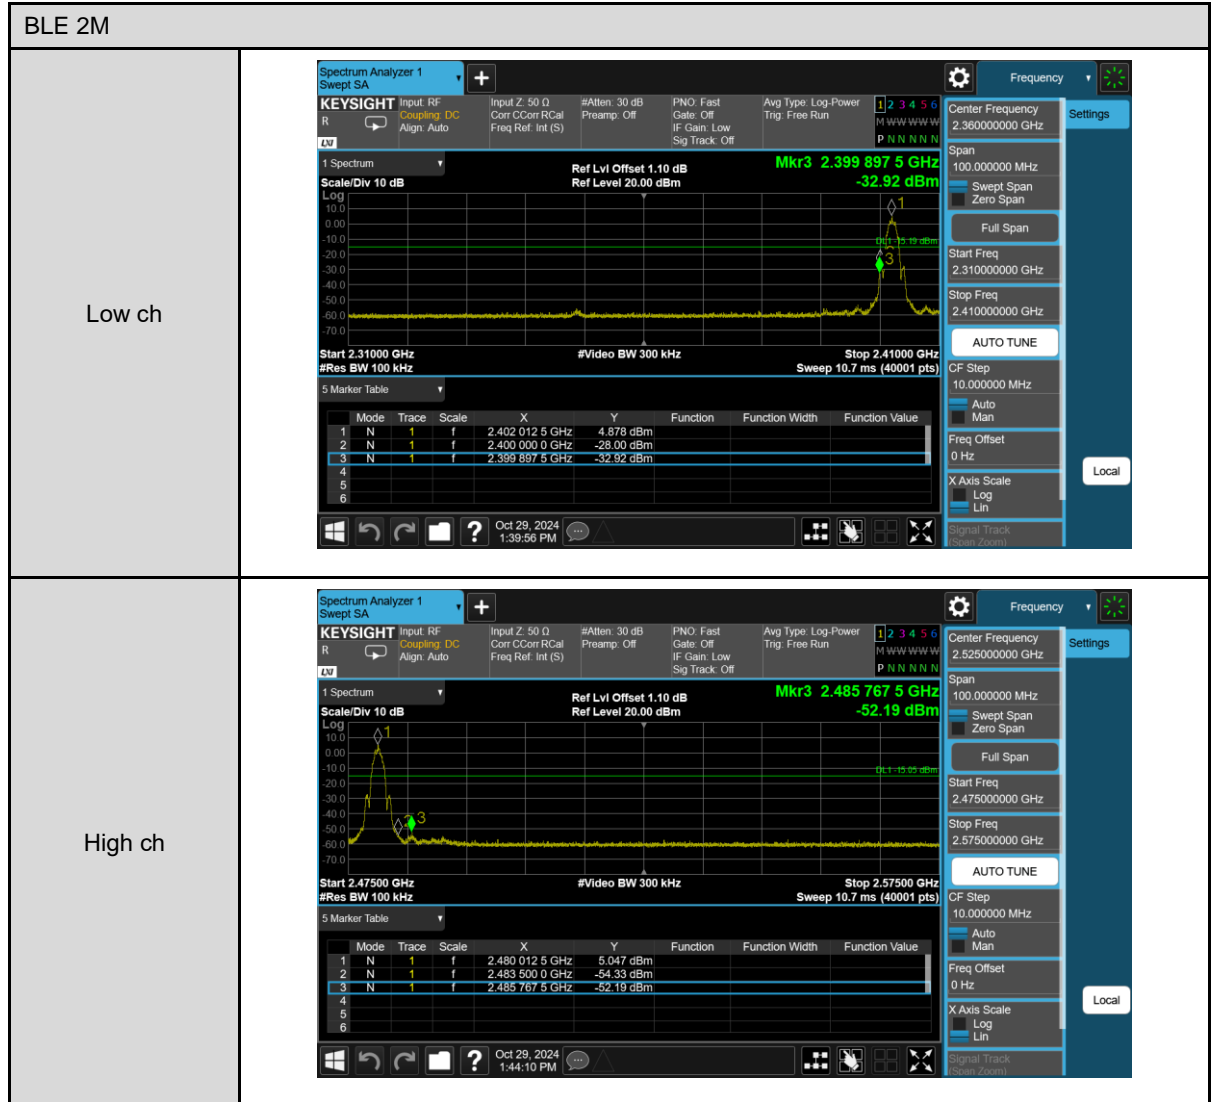 BLE 2M
Low ch
Spectrum Analyzer 1
Swept SA
+
Frequency
KEYSIGHT
R
LXI
Input: RF
Coupling: DC
Align: Auto
Input Z: 50 Ω
Corr CCorr RCal
Freq Ref: Int (S)
#Atten: 30 dB
Preamp: Off
PNO: Fast
Gate: Off
IF Gain: Low
Sig Track: Off
Avg Type: Log-Power
Trig: Free Run
1 2 3 4 5 6
M W W W W W
P N N N N N
Center Frequency
2.360000000 GHz
Settings
1 Spectrum
Scale/Div 10 dB
Ref Lvl Offset 1.10 dB
Ref Level 20.00 dBm
Mkr3 2.399 897 5 GHz
-32.92 dBm
Span
100.000000 MHz
Swept Span
Zero Span
Full Span
Start Freq
2.310000000 GHz
Stop Freq
2.410000000 GHz
AUTO TUNE
CF Step
10.000000 MHz
Auto
Man
Freq Offset
0 Hz
X Axis Scale
Log
Lin
Signal Track
(Span Zoom)
Local
Log
10.0
0.00
-10.0
-20.0
-30.0
-40.0
-50.0
-60.0
-70.0
1
DL1 -15.19 dBm
3
Start 2.31000 GHz
#Res BW 100 kHz
#Video BW 300 kHz
Stop 2.41000 GHz
Sweep 10.7 ms (40001 pts)
5 Marker Table
Mode Trace Scale X Y Function Function Width Function Value
1 N 1 f 2.402 012 5 GHz 4.878 dBm
2 N 1 f 2.400 000 0 GHz -28.00 dBm
3 N 1 f 2.399 897 5 GHz -32.92 dBm
4
5
6
?
Oct 29, 2024
1:39:56 PM
High ch
Spectrum Analyzer 1
Swept SA
+
Frequency
KEYSIGHT
R
LXI
Input: RF
Coupling: DC
Align: Auto
Input Z: 50 Ω
Corr CCorr RCal
Freq Ref: Int (S)
#Atten: 30 dB
Preamp: Off
PNO: Fast
Gate: Off
IF Gain: Low
Sig Track: Off
Avg Type: Log-Power
Trig: Free Run
1 2 3 4 5 6
M W W W W W
P N N N N N
Center Frequency
2.525000000 GHz
Settings
1 Spectrum
Scale/Div 10 dB
Ref Lvl Offset 1.10 dB
Ref Level 20.00 dBm
Mkr3 2.485 767 5 GHz
-52.19 dBm
Span
100.000000 MHz
Swept Span
Zero Span
Full Span
Start Freq
2.475000000 GHz
Stop Freq
2.575000000 GHz
AUTO TUNE
CF Step
10.000000 MHz
Auto
Man
Freq Offset
0 Hz
X Axis Scale
Log
Lin
Signal Track
(Span Zoom)
Local
Log
10.0
0.00
-10.0
-20.0
-30.0
-40.0
-50.0
-60.0
-70.0
1
DL1 -15.05 dBm
2 3
Start 2.47500 GHz
#Res BW 100 kHz
#Video BW 300 kHz
Stop 2.57500 GHz
Sweep 10.7 ms (40001 pts)
5 Marker Table
Mode Trace Scale X Y Function Function Width Function Value
1 N 1 f 2.480 012 5 GHz 5.047 dBm
2 N 1 f 2.483 500 0 GHz -54.33 dBm
3 N 1 f 2.485 767 5 GHz -52.19 dBm
4
5
6
?
Oct 29, 2024
1:44:10 PM